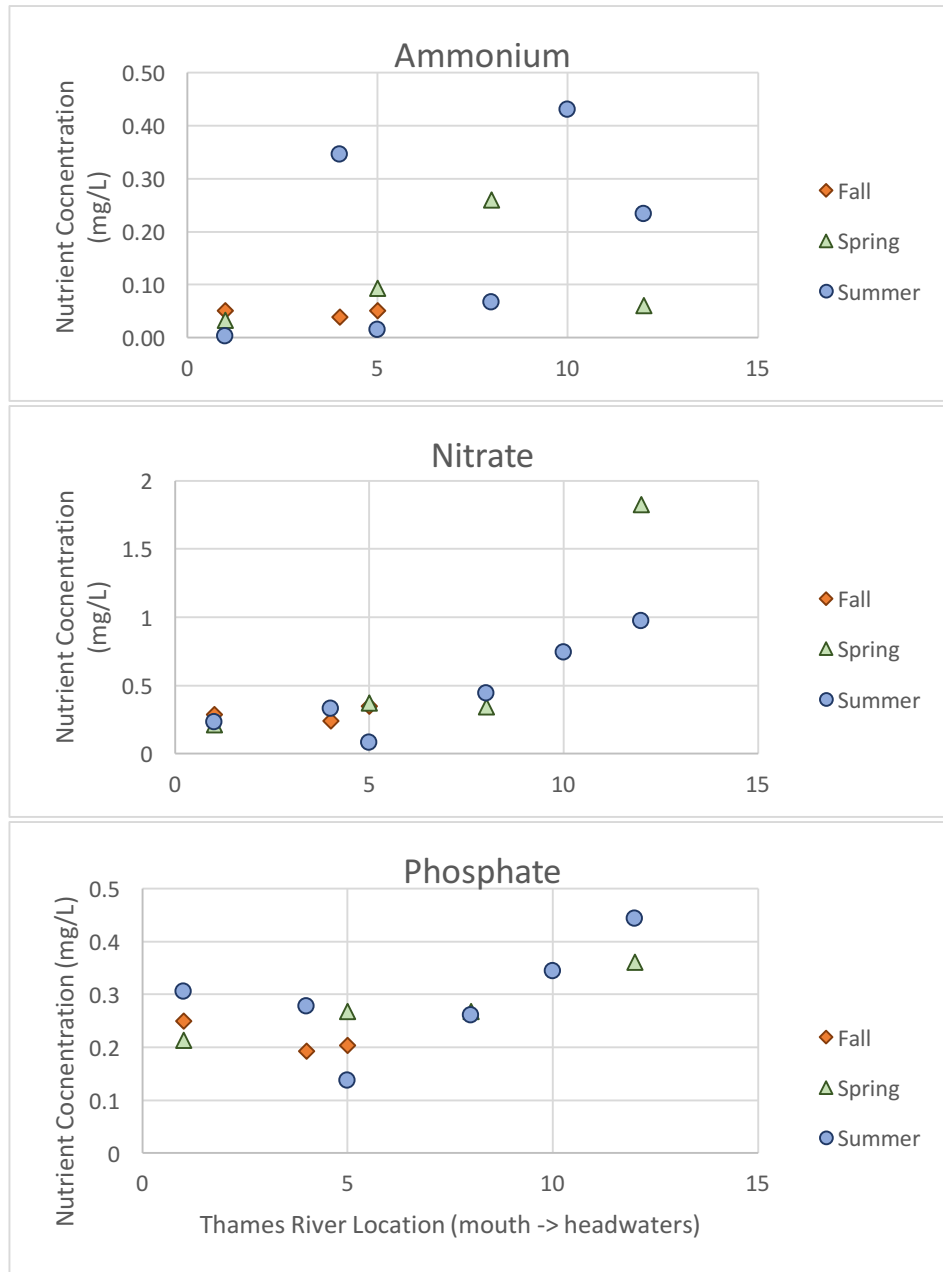 Ammonium
Nutrient Cocnentration
(mg/L)
0.50
0.40
0.30
0.20
0.10
0.00
0 5 10 15
Fall
Spring
Summer
Nitrate
Nutrient Cocnentration
(mg/L)
2
1.5
1
0.5
0
0 5 10 15
Fall
Spring
Summer
Phosphate
Nutrient Cocnentration (mg/L)
0.5
0.4
0.3
0.2
0.1
0
0 5 10 15
Thames River Location (mouth -> headwaters)
Fall
Spring
Summer